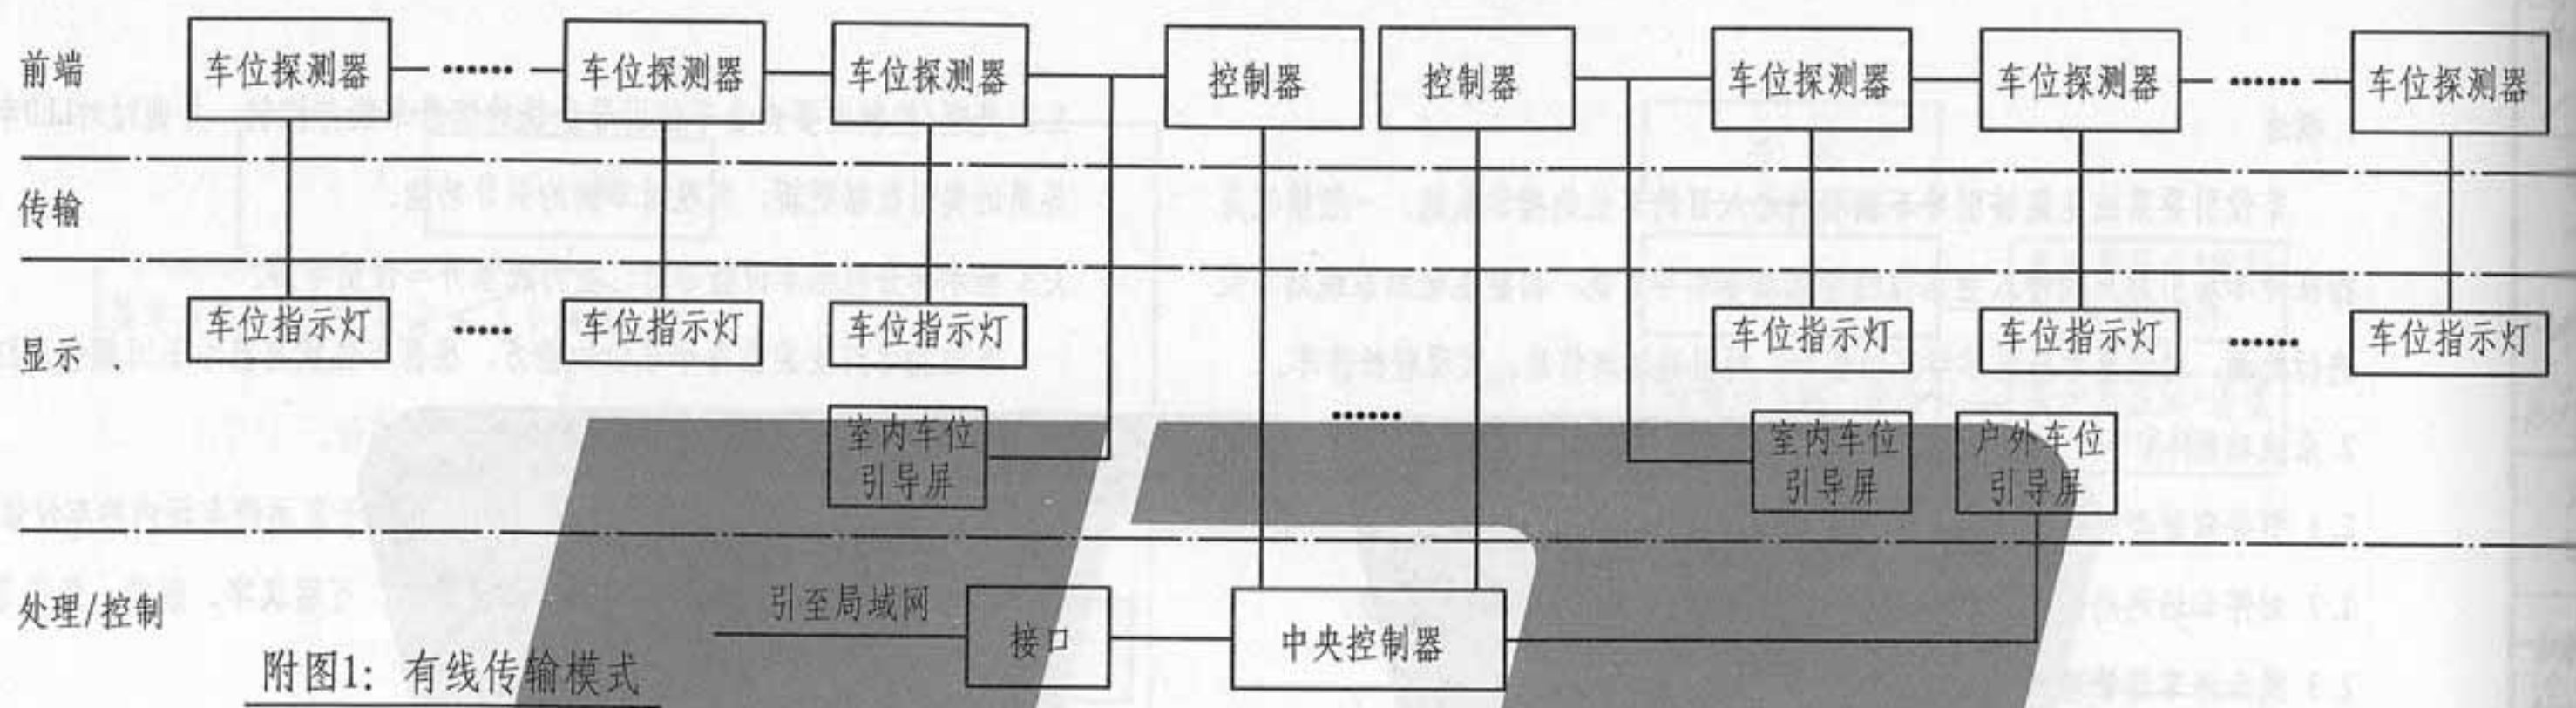 前端
车位探测器
······
车位探测器
车位探测器
控制器
控制器
车位探测器
车位探测器
······
车位探测器
传输
显示
车位指示灯
······
车位指示灯
车位指示灯
车位指示灯
车位指示灯
······
车位指示灯
······
室内车位
引导屏
室内车位
引导屏
户外车位
引导屏
处理/控制
引至局域网
接口
中央控制器
附图1：有线传输模式